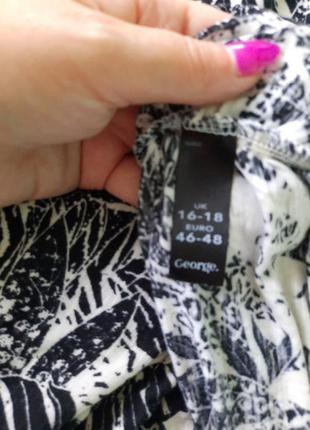 UK
16-18
EURO
46-48
George.